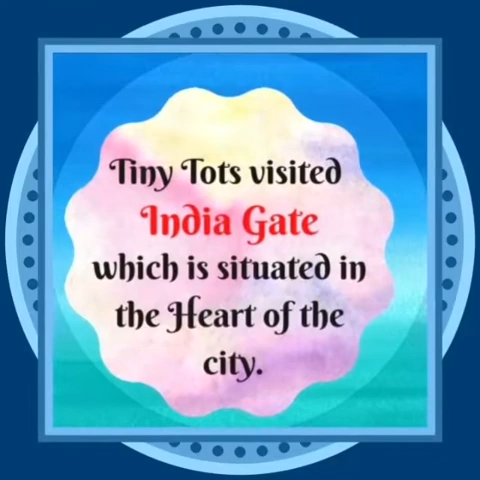 Tiny Tots visited
India Gate
which is situated in
the Heart of the
city.